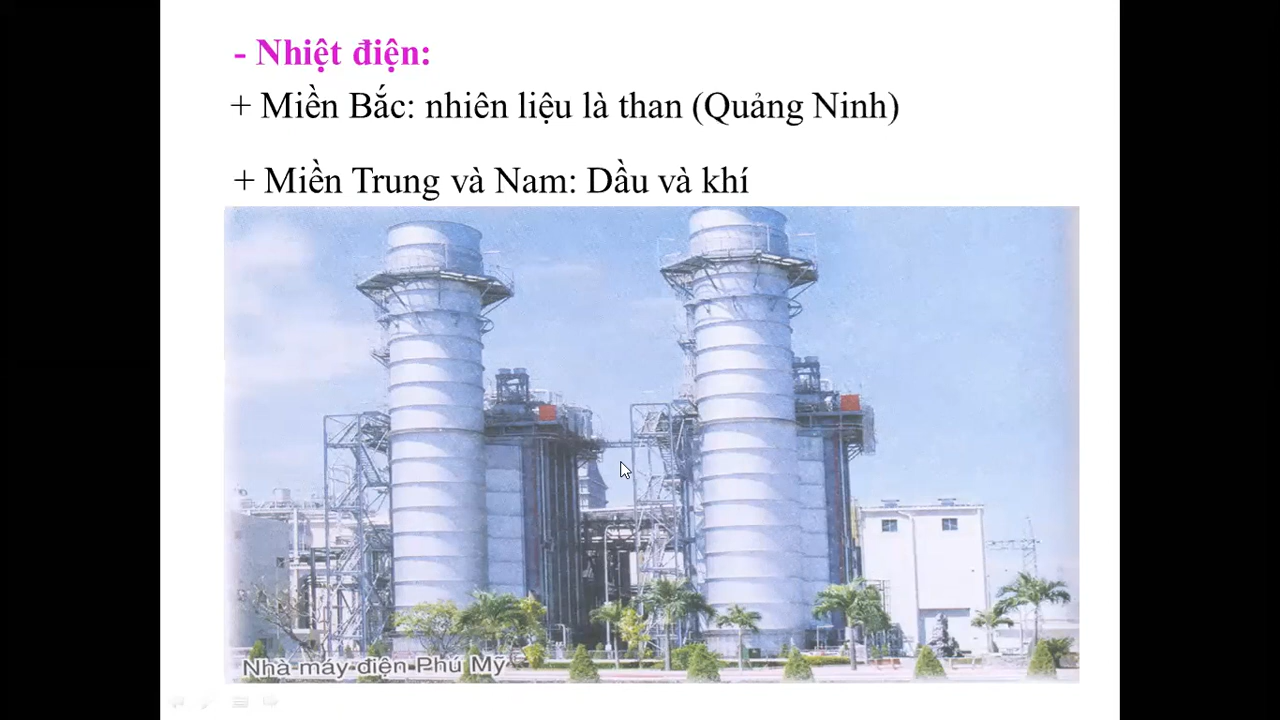 - Nhiệt điện:
+ Miền Bắc: nhiên liệu là than (Quảng Ninh)
+ Miền Trung và Nam: Dầu và khí
Nhà máy điện Phú Mỹ